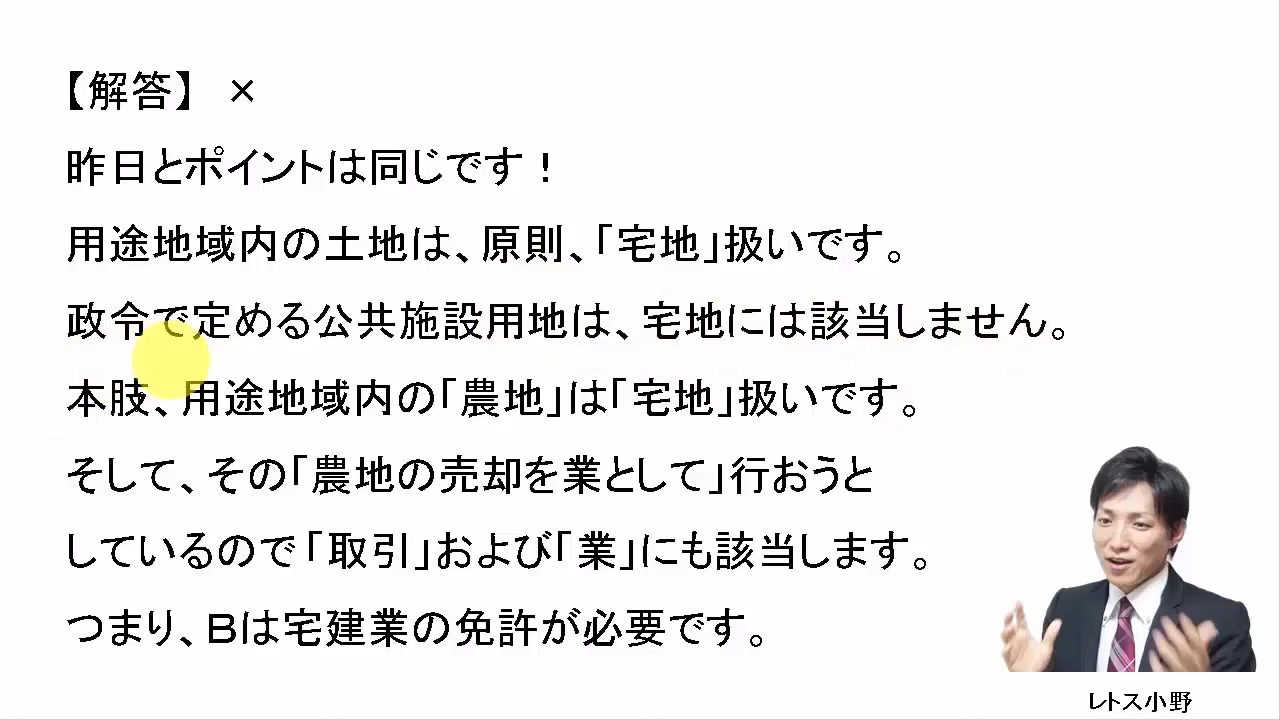 【解答】 ×
昨日とポイントは同じです！
用途地域内の土地は、原則、「宅地」扱いです。
政令で定める公共施設用地は、宅地には該当しません。
本肢、用途地域内の「農地」は「宅地」扱いです。
そして、その「農地の売却を業として」行おうと
しているので「取引」および「業」にも該当します。
つまり、Ｂは宅建業の免許が必要です。
レトス小野